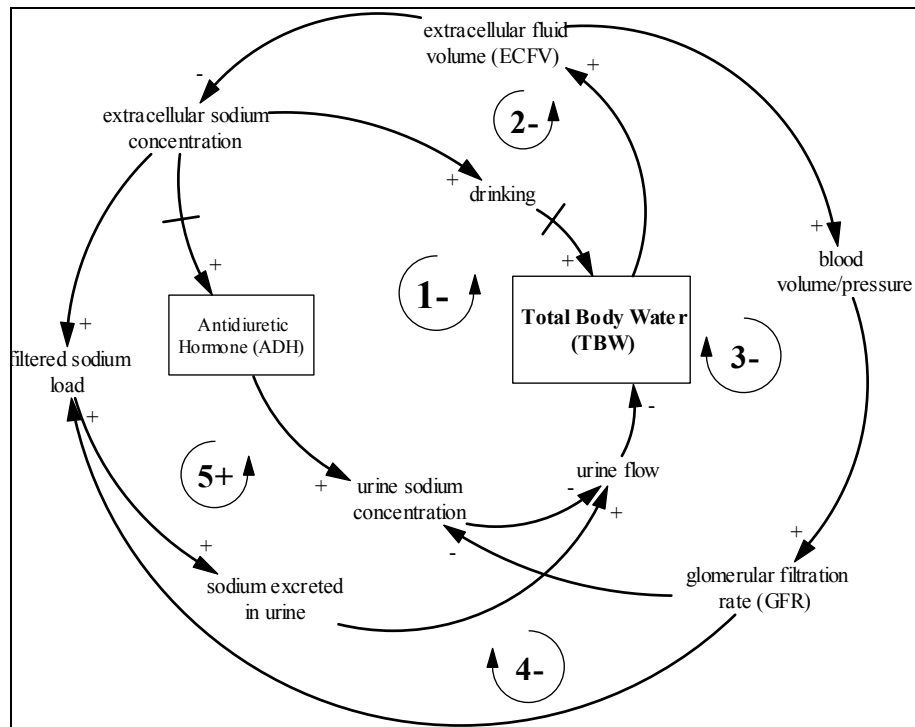 extracellular fluid
volume (ECFV)
-
+
extracellular sodium
concentration
2-
+
drinking
+
blood
volume/pressure
+
+
1-
Total Body Water
(TBW)
Antidiuretic
Hormone (ADH)
+
filtered sodium
load
+
3-
-
5+
+
urine sodium
concentration
-
urine flow
+
-
+
+
sodium excreted
in urine
glomerular filtration
rate (GFR)
4-